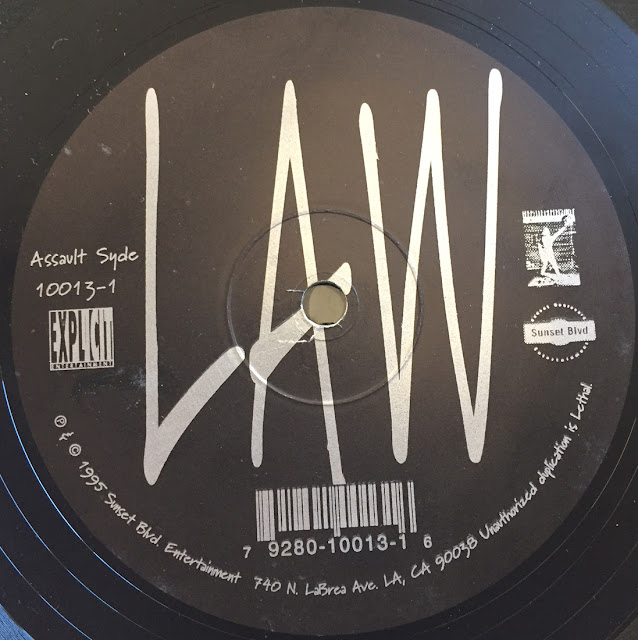 LAW
Assault Syde
10013-1
EXPLICIT
ENTERTAINMENT
Sunset Blvd
7 9280-10013-1 6
℗ & © 1995 Sunset Blvd Entertainment 740 N. LaBrea Ave. LA, CA 90038 Unauthorized duplication is Lethal.